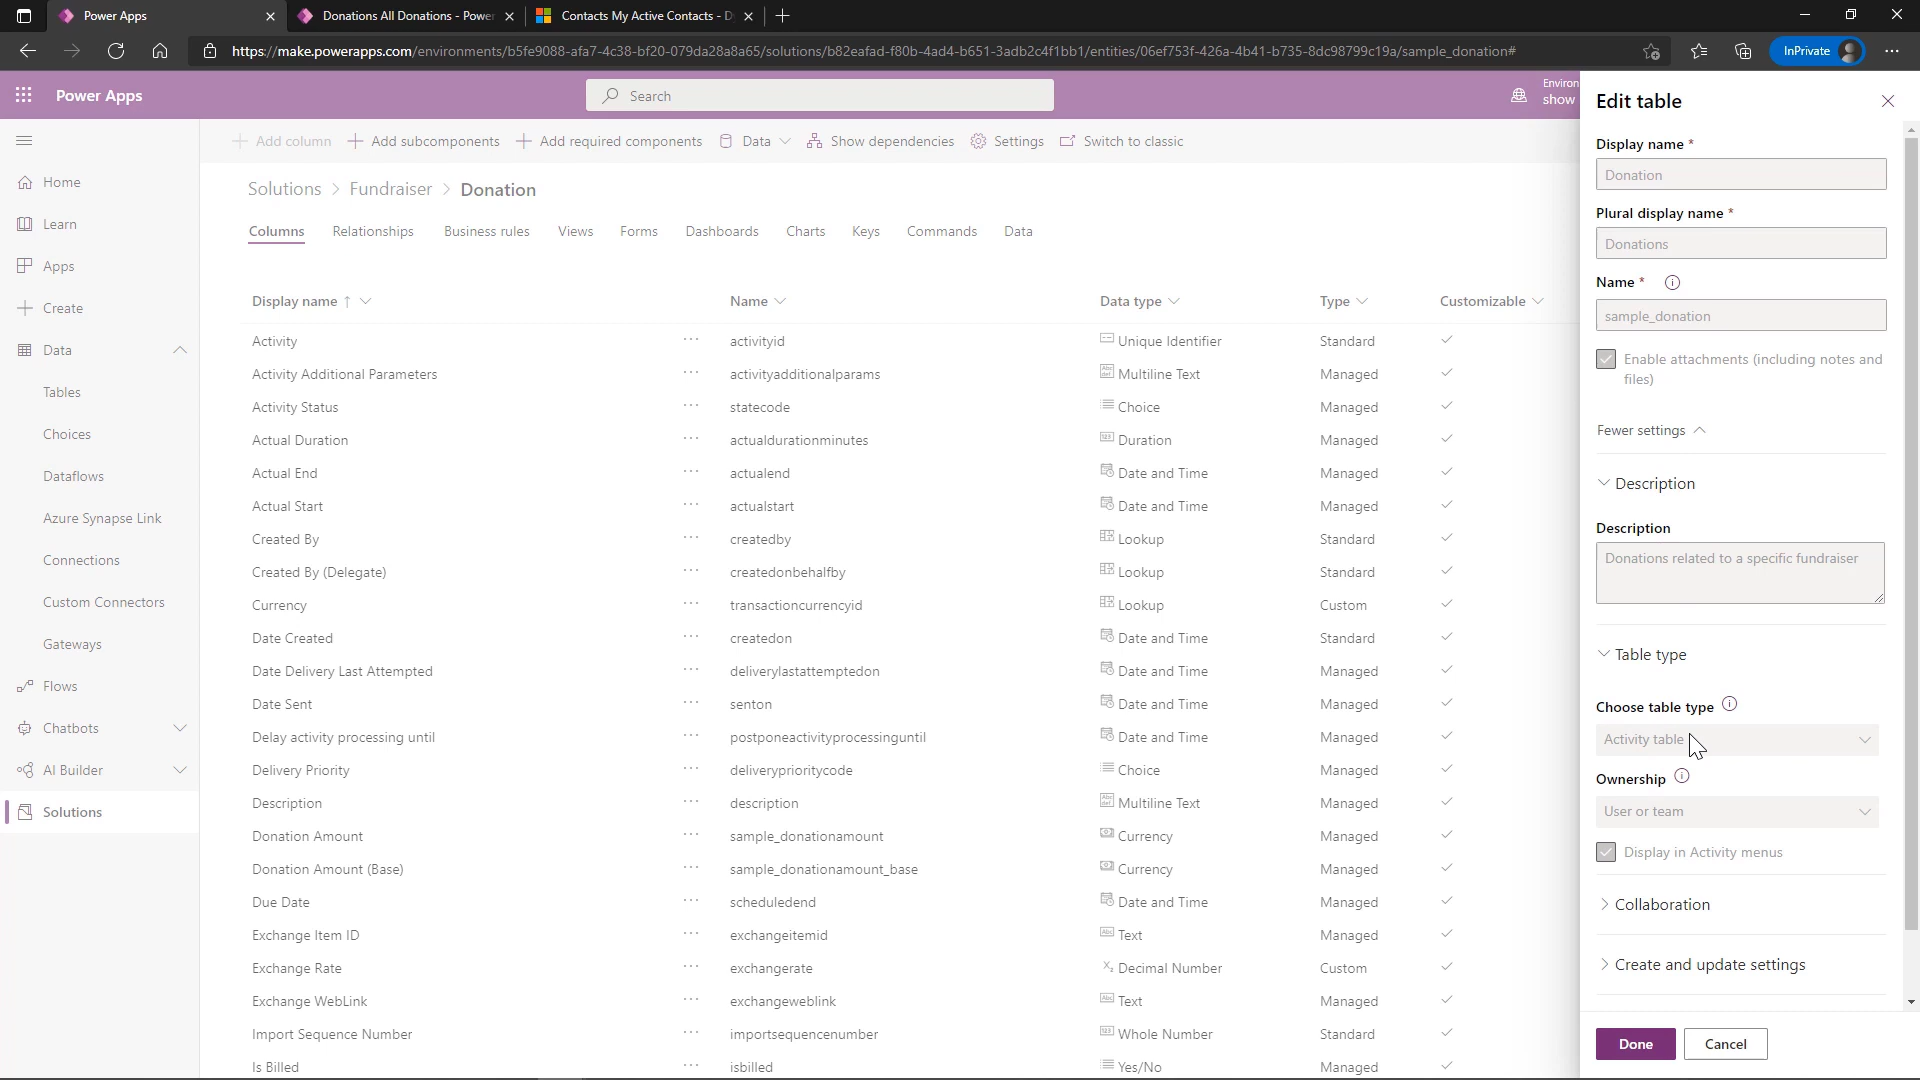 Power Apps
Donations All Donations - Power
Contacts My Active Contacts - D
https://make.powerapps.com/environments/b5fe9088-afa7-4c38-bf20-079da28a8a65/solutions/b82eafad-f80b-4ad4-b651-3adb2c4f1bb1/entities/06ef753f-426a-4b41-b735-8dc98799c19a/sample_donation#
InPrivate
Power Apps
Search
Environ
show
Add column
Add subcomponents
Add required components
Data
Show dependencies
Settings
Switch to classic
Home
Learn
Apps
Create
Data
Tables
Choices
Dataflows
Azure Synapse Link
Connections
Custom Connectors
Gateways
Flows
Chatbots
AI Builder
Solutions
Solutions > Fundraiser > Donation
Columns Relationships Business rules Views Forms Dashboards Charts Keys Commands Data
Display name ↑ Name Data type Type Customizable
Activity ··· activityid Unique Identifier Standard ✓
Activity Additional Parameters ··· activityadditionalparams Multiline Text Managed ✓
Activity Status ··· statecode Choice Managed ✓
Actual Duration ··· actualdurationminutes Duration Managed ✓
Actual End ··· actualend Date and Time Managed ✓
Actual Start ··· actualstart Date and Time Managed ✓
Created By ··· createdby Lookup Standard ✓
Created By (Delegate) ··· createdonbehalfby Lookup Standard ✓
Currency ··· transactioncurrencyid Lookup Custom ✓
Date Created ··· createdon Date and Time Standard ✓
Date Delivery Last Attempted ··· deliverylastattemptedon Date and Time Managed ✓
Date Sent ··· senton Date and Time Managed ✓
Delay activity processing until ··· postponeactivityprocessinguntil Date and Time Managed ✓
Delivery Priority ··· deliveryprioritycode Choice Managed ✓
Description ··· description Multiline Text Managed ✓
Donation Amount ··· sample_donationamount Currency Managed ✓
Donation Amount (Base) ··· sample_donationamount_base Currency Managed ✓
Due Date ··· scheduledend Date and Time Managed ✓
Exchange Item ID ··· exchangeitemid Text Managed ✓
Exchange Rate ··· exchangerate Decimal Number Custom ✓
Exchange WebLink ··· exchangeweblink Text Managed ✓
Import Sequence Number ··· importsequencenumber Whole Number Standard ✓
Is Billed ··· isbilled Yes/No Managed ✓
Edit table
Display name *
Donation
Plural display name *
Donations
Name *
sample_donation
Enable attachments (including notes and
files)
Fewer settings
Description
Description
Donations related to a specific fundraiser
Table type
Choose table type
Activity table
Ownership
User or team
Display in Activity menus
Collaboration
Create and update settings
Done
Cancel